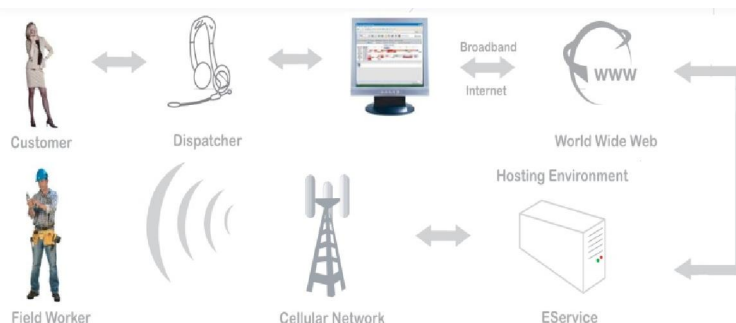 Broadband
WWW
Internet
Customer
Dispatcher
World Wide Web
Hosting Environment
Field Worker
Cellular Network
EService